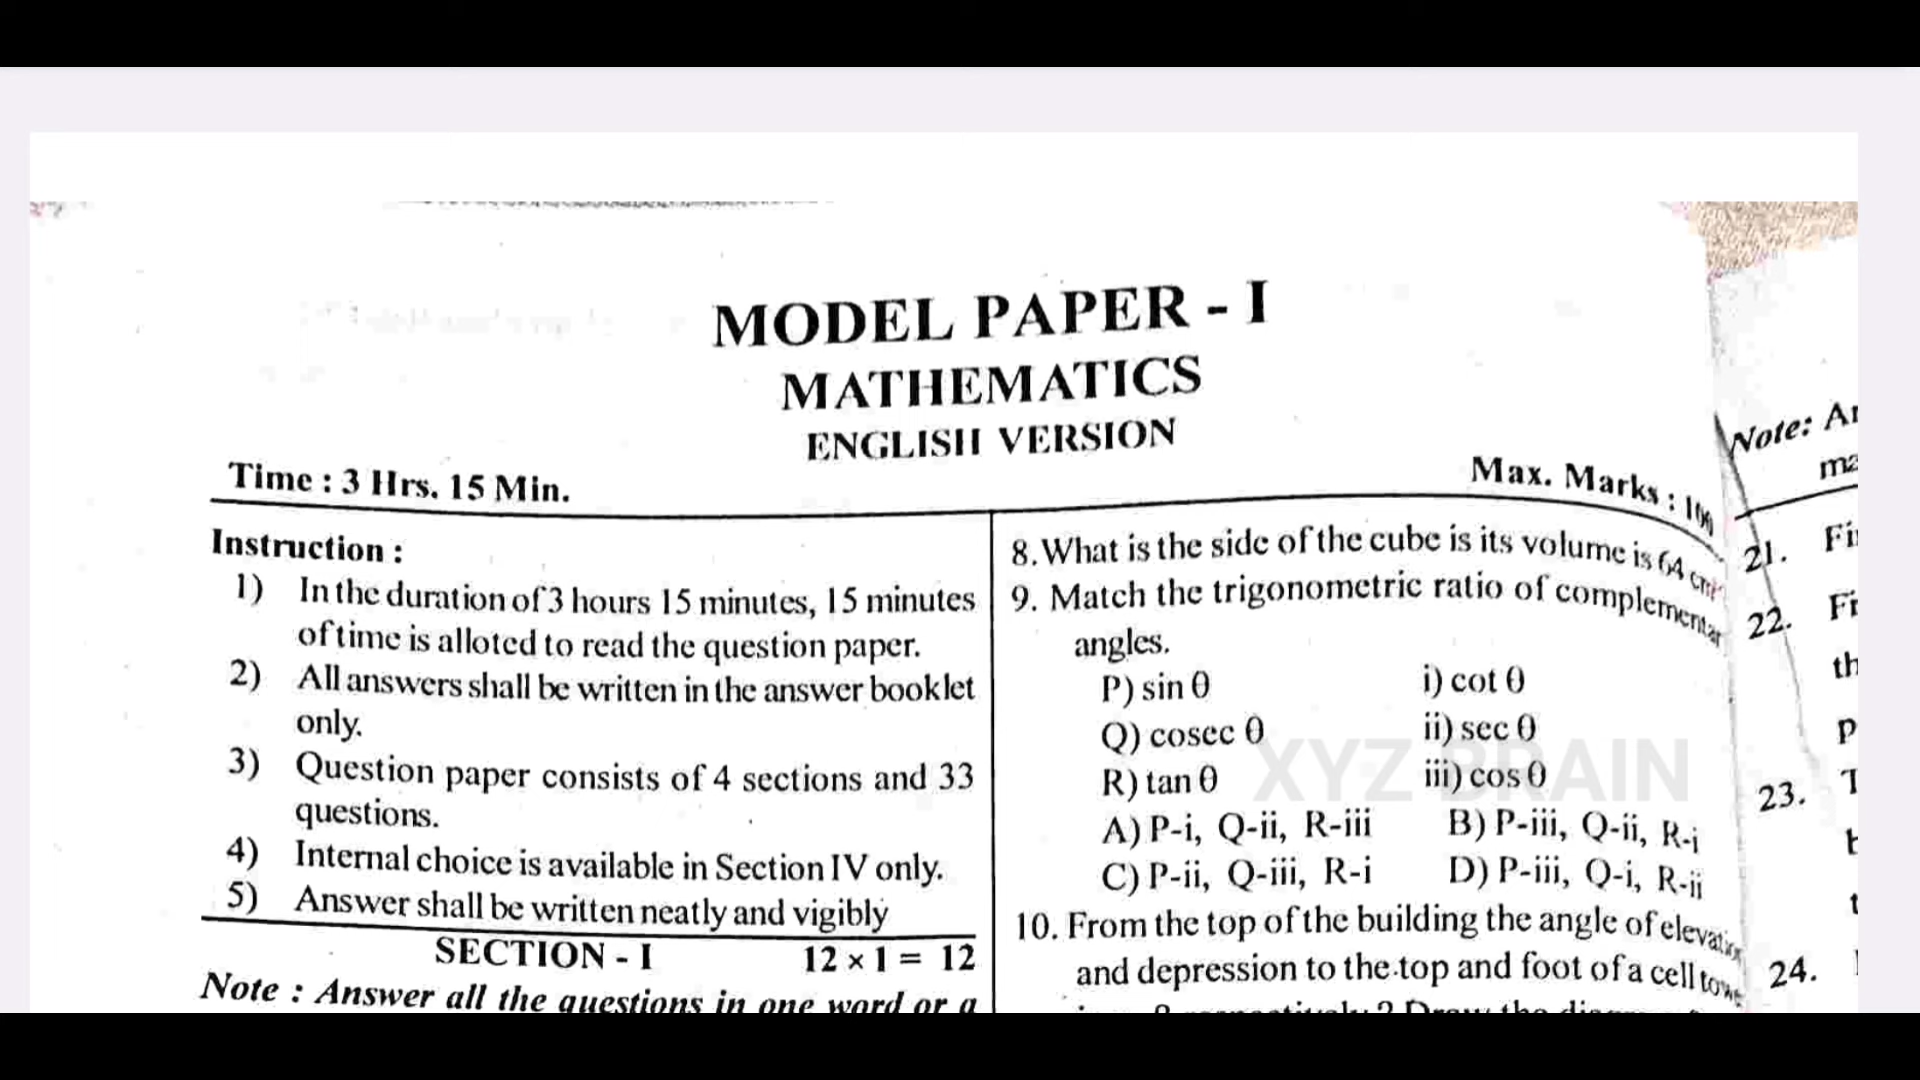 MODEL PAPER - I
MATHEMATICS
ENGLISH VERSION
Time : 3 Hrs. 15 Min.
Max. Marks : 100
Instruction :
1) In the duration of 3 hours 15 minutes, 15 minutes
of time is alloted to read the question paper.
2) All answers shall be written in the answer booklet
only.
3) Question paper consists of 4 sections and 33
questions.
4) Internal choice is available in Section IV only.
5) Answer shall be written neatly and vigibly
SECTION - I 12 × 1 = 12
Note : Answer all the questions in one word or a
8. What is the side of the cube is its volume is 64
9. Match the trigonometric ratio of complementar
angles.
P) sin θ i) cot θ
Q) cosec θ ii) sec θ
R) tan θ iii) cos θ
A) P-i, Q-ii, R-iii B) P-iii, Q-ii, R-i
C) P-ii, Q-iii, R-i D) P-iii, Q-i, R-ii
10. From the top of the building the angle of
and depression to the top and foot of a cell
Note:
21.
22.
th
23.
24.
XYZ BRAIN